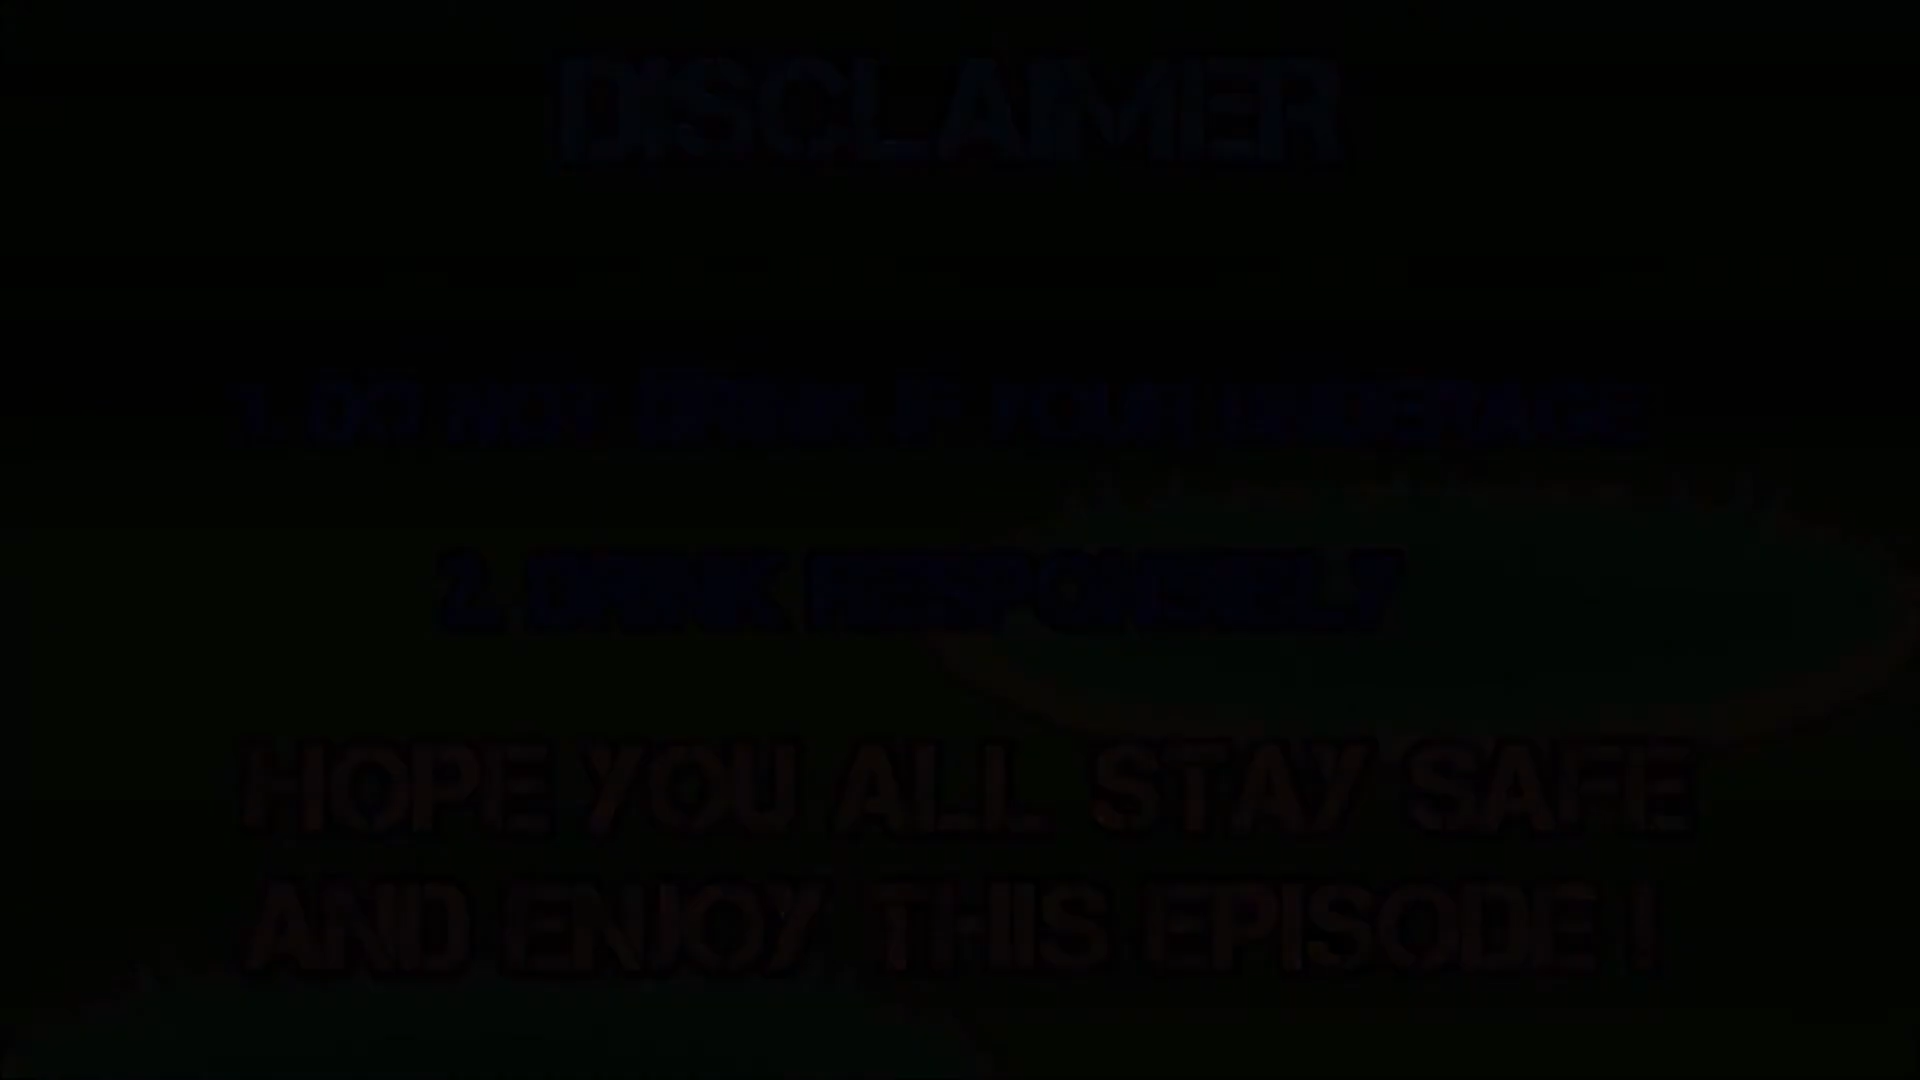 DISCLAIMER
1. DO NOT DRINK IF YOUR UNDERAGE
2. DRINK RESPONSIBLY
HOPE YOU ALL STAY SAFE
AND ENJOY THIS EPISODE !